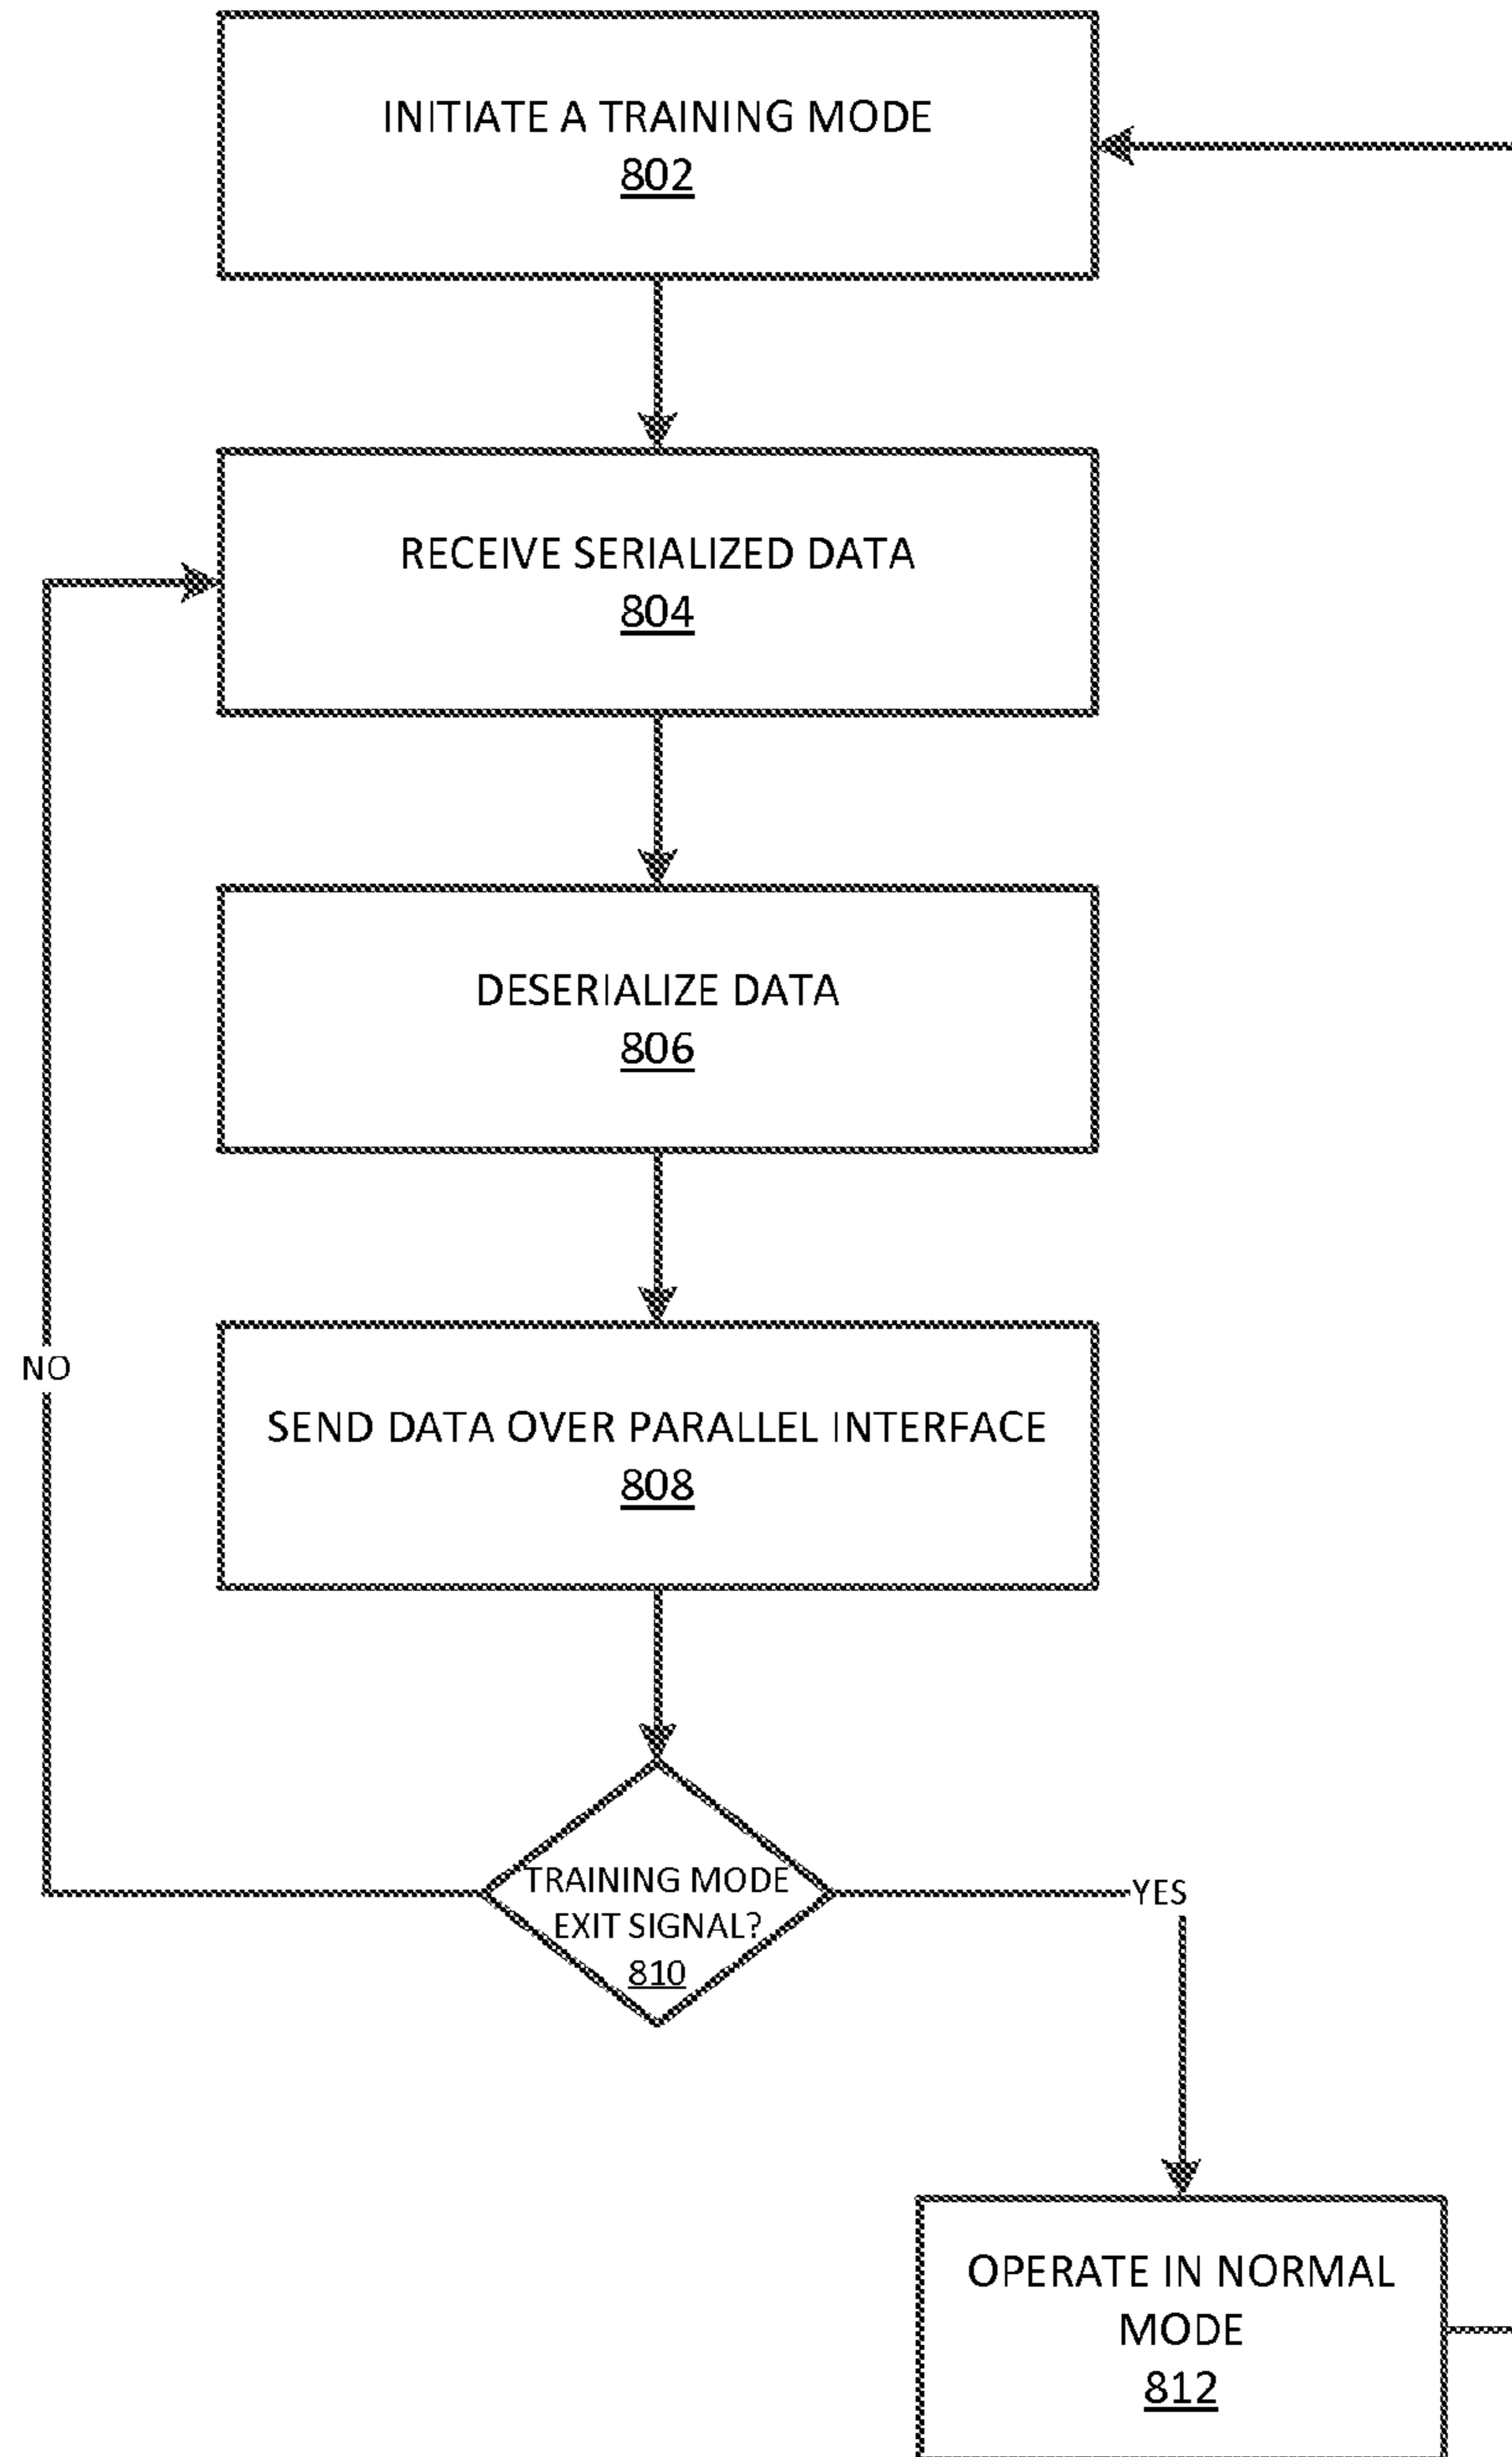 INITIATE A TRAINING MODE
802
RECEIVE SERIALIZED DATA
804
DESERIALIZE DATA
806
NO
SEND DATA OVER PARALLEL INTERFACE
808
TRAINING MODE
EXIT SIGNAL?
810
YES
OPERATE IN NORMAL
MODE
812